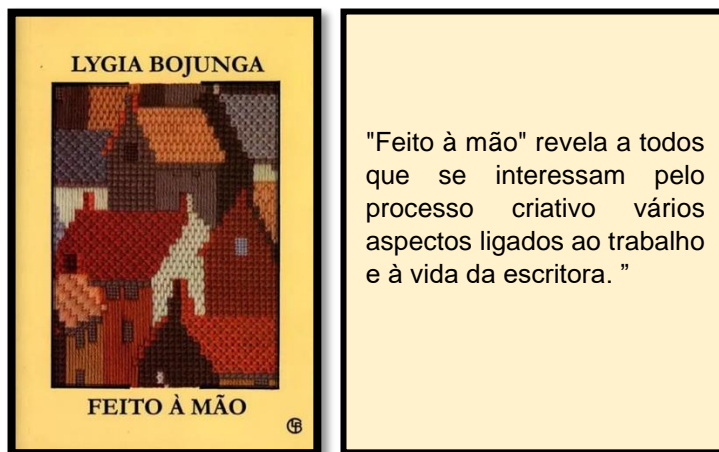 LYGIA BOJUNGA
FEITO À MÃO
"Feito à mão" revela a todos
que se interessam pelo
processo criativo vários
aspectos ligados ao trabalho
e à vida da escritora. ”